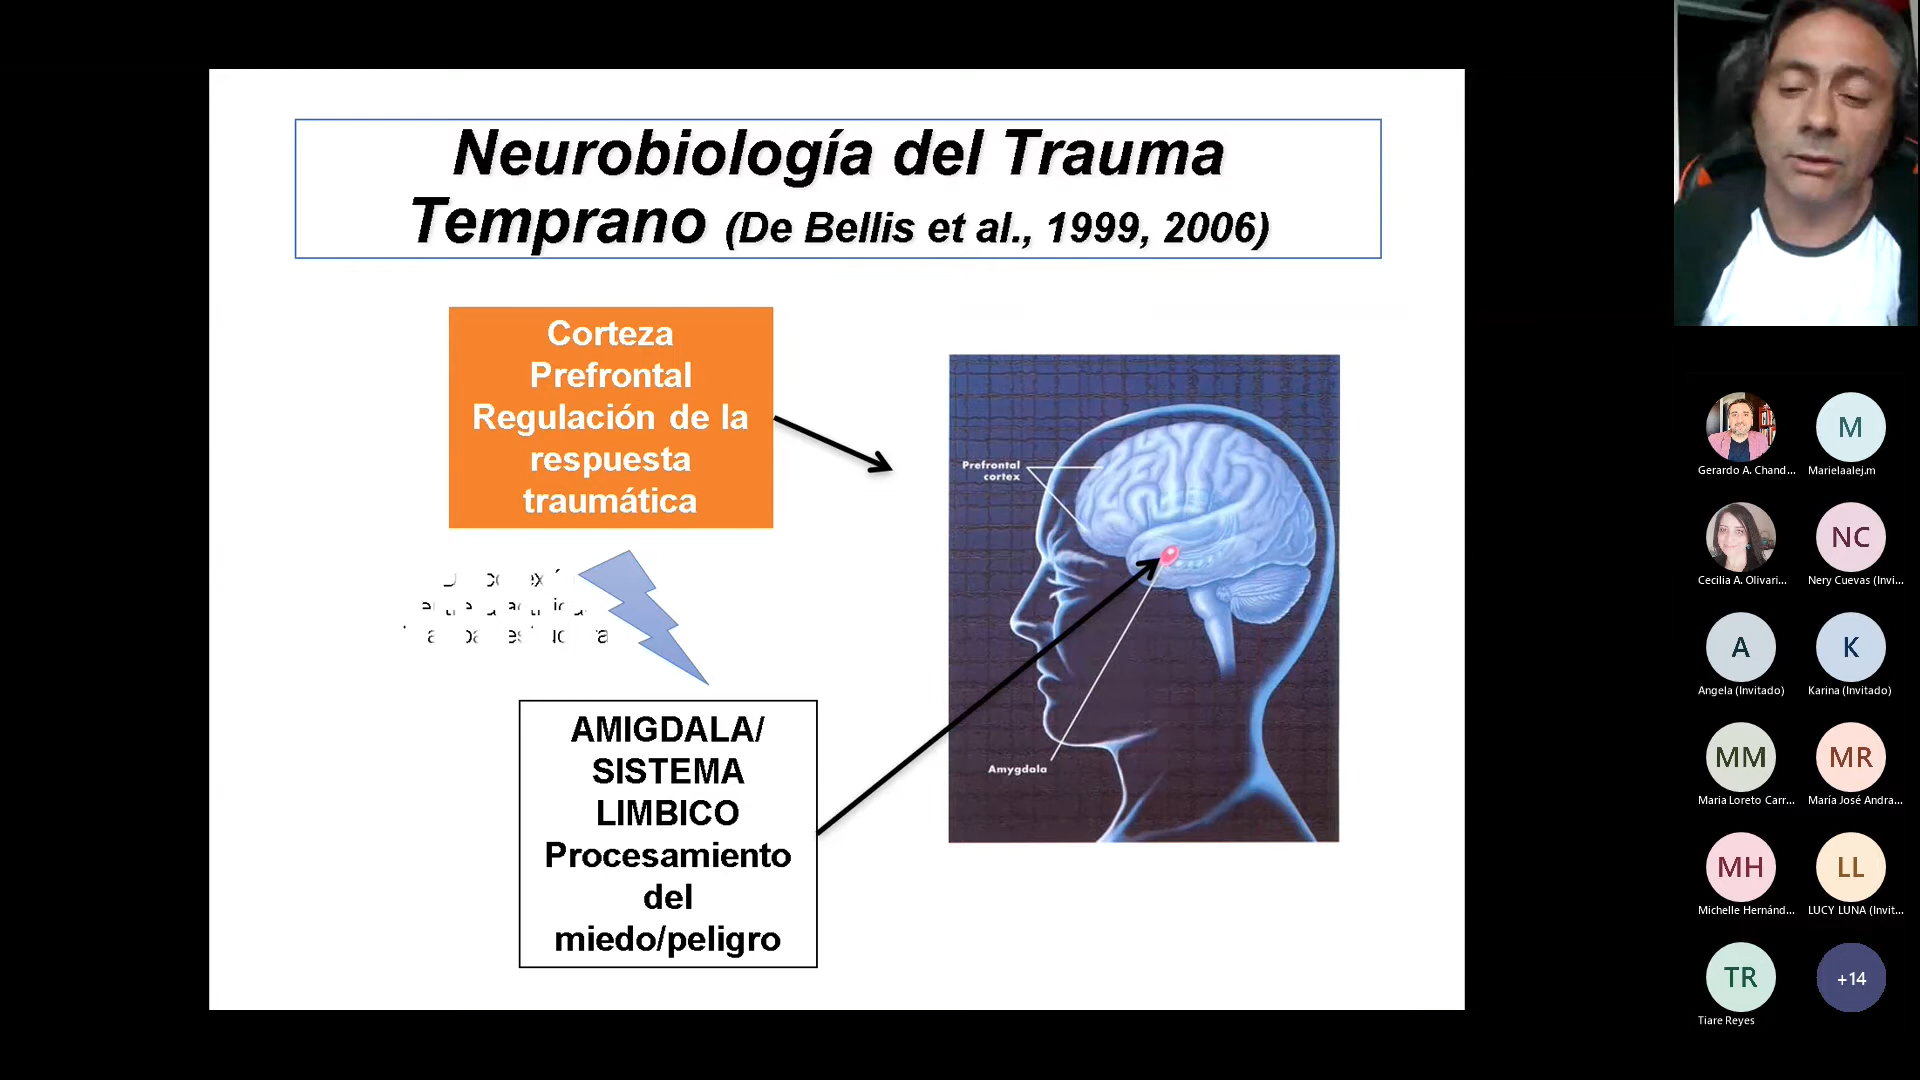 Neurobiología del Trauma
Temprano (De Bellis et al., 1999, 2006)
Corteza
Prefrontal
Regulación de la
respuesta
traumática
AMIGDALA/
SISTEMA
LIMBICO
Procesamiento
del
miedo/peligro
Prefrontal
cortex
Amygdala
Gerardo A. Chand...
M
Marielaalej.m
Cecilia A. Olivari...
NC
Nery Cuevas (Invi...
A
Angela (Invitado)
K
Karina (Invitado)
MM
Maria Loreto Carr...
MR
María José Andra...
MH
Michelle Hernánd...
LL
LUCY LUNA (Invit...
TR
Tiare Reyes
+14